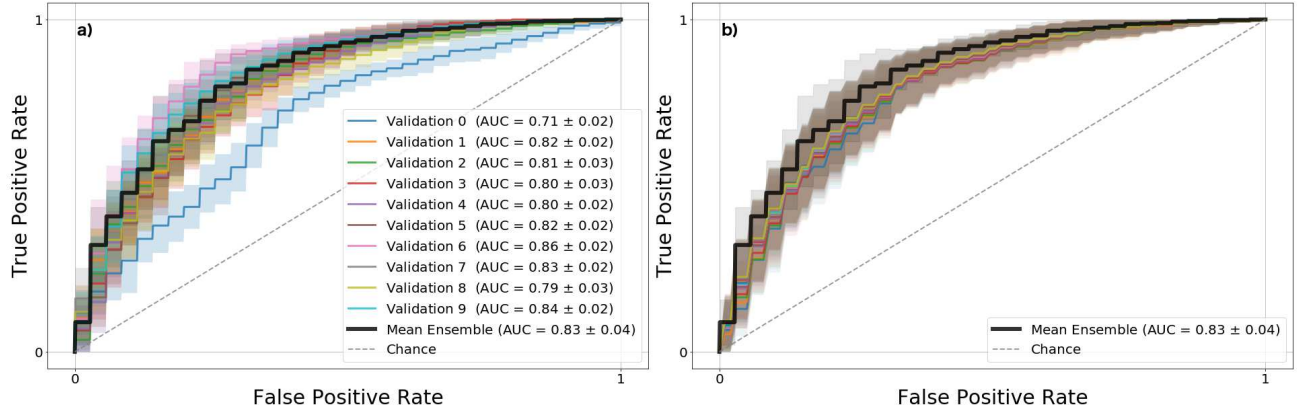 a)
True Positive Rate
1
0
Validation 0 (AUC = 0.71 ± 0.02)
Validation 1 (AUC = 0.82 ± 0.02)
Validation 2 (AUC = 0.81 ± 0.03)
Validation 3 (AUC = 0.80 ± 0.03)
Validation 4 (AUC = 0.80 ± 0.02)
Validation 5 (AUC = 0.82 ± 0.02)
Validation 6 (AUC = 0.86 ± 0.02)
Validation 7 (AUC = 0.83 ± 0.02)
Validation 8 (AUC = 0.79 ± 0.03)
Validation 9 (AUC = 0.84 ± 0.02)
Mean Ensemble (AUC = 0.83 ± 0.04)
Chance
0
1
False Positive Rate
b)
True Positive Rate
1
0
Mean Ensemble (AUC = 0.83 ± 0.04)
Chance
0
1
False Positive Rate